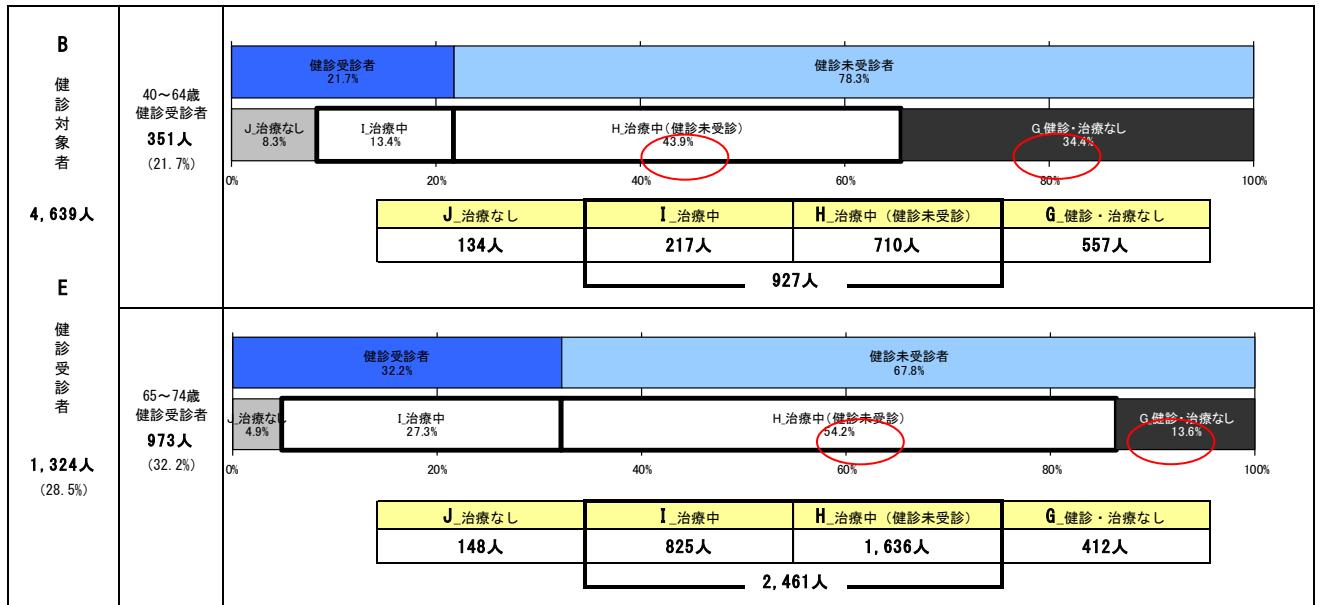 B
健診対象者
4,639人
E
健診受診者
1,324人
(28.5%)
40～64歳
健診受診者
351人
(21.7%)
健診受診者
21.7%
健診未受診者
78.3%
J_治療なし
8.3%
I_治療中
13.4%
H_治療中(健診未受診)
43.9%
G_健診・治療なし
34.4%
0% 20% 40% 60% 80% 100%
J_治療なし I_治療中 H_治療中（健診未受診） G_健診・治療なし
134人 217人 710人 557人
927人
65～74歳
健診受診者
973人
(32.2%)
健診受診者
32.2%
健診未受診者
67.8%
J_治療なし
4.9%
I_治療中
27.3%
H_治療中(健診未受診)
54.2%
G_健診・治療なし
13.6%
0% 20% 40% 60% 80% 100%
J_治療なし I_治療中 H_治療中（健診未受診） G_健診・治療なし
148人 825人 1,636人 412人
2,461人